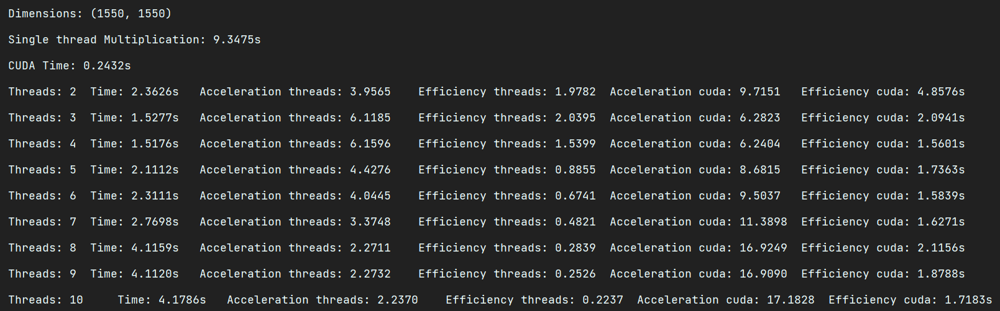 Dimensions: (1550, 1550)
Single thread Multiplication: 9.3475s
CUDA Time: 0.2432s
Threads: 2  Time: 2.3626s   Acceleration threads: 3.9565    Efficiency threads: 1.9782  Acceleration cuda: 9.7151   Efficiency cuda: 4.8576s
Threads: 3  Time: 1.5277s   Acceleration threads: 6.1185    Efficiency threads: 2.0395  Acceleration cuda: 6.2823   Efficiency cuda: 2.0941s
Threads: 4  Time: 1.5176s   Acceleration threads: 6.1596    Efficiency threads: 1.5399  Acceleration cuda: 6.2404   Efficiency cuda: 1.5601s
Threads: 5  Time: 2.1112s   Acceleration threads: 4.4276    Efficiency threads: 0.8855  Acceleration cuda: 8.6815   Efficiency cuda: 1.7363s
Threads: 6  Time: 2.3111s   Acceleration threads: 4.0445    Efficiency threads: 0.6741  Acceleration cuda: 9.5037   Efficiency cuda: 1.5839s
Threads: 7  Time: 2.7698s   Acceleration threads: 3.3748    Efficiency threads: 0.4821  Acceleration cuda: 11.3898  Efficiency cuda: 1.6271s
Threads: 8  Time: 4.1159s   Acceleration threads: 2.2711    Efficiency threads: 0.2839  Acceleration cuda: 16.9249  Efficiency cuda: 2.1156s
Threads: 9  Time: 4.1120s   Acceleration threads: 2.2732    Efficiency threads: 0.2526  Acceleration cuda: 16.9090  Efficiency cuda: 1.8788s
Threads: 10     Time: 4.1786s   Acceleration threads: 2.2370    Efficiency threads: 0.2237  Acceleration cuda: 17.1828  Efficiency cuda: 1.7183s